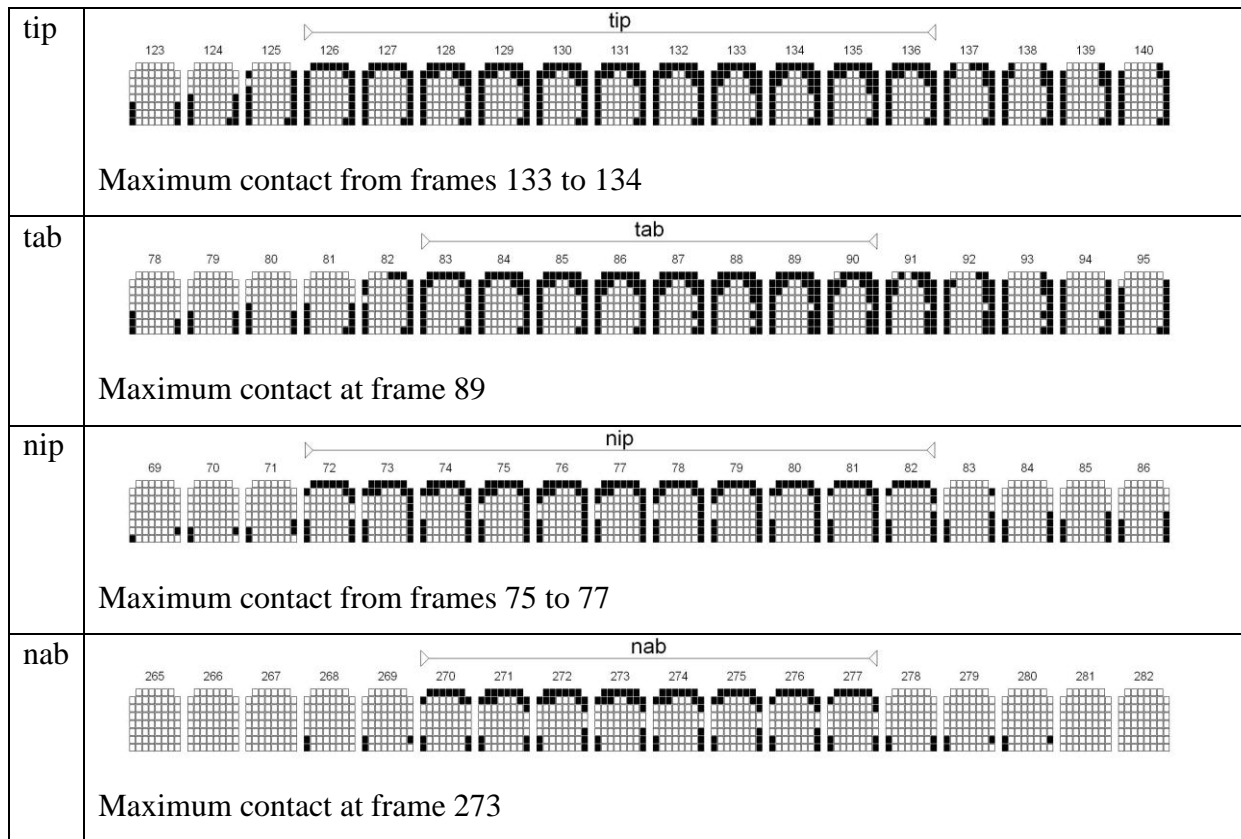 tip
tip
123 124 125 126 127 128 129 130 131 132 133 134 135 136 137 138 139 140
Maximum contact from frames 133 to 134
tab
tab
78 79 80 81 82 83 84 85 86 87 88 89 90 91 92 93 94 95
Maximum contact at frame 89
nip
nip
69 70 71 72 73 74 75 76 77 78 79 80 81 82 83 84 85 86
Maximum contact from frames 75 to 77
nab
nab
265 266 267 268 269 270 271 272 273 274 275 276 277 278 279 280 281 282
Maximum contact at frame 273